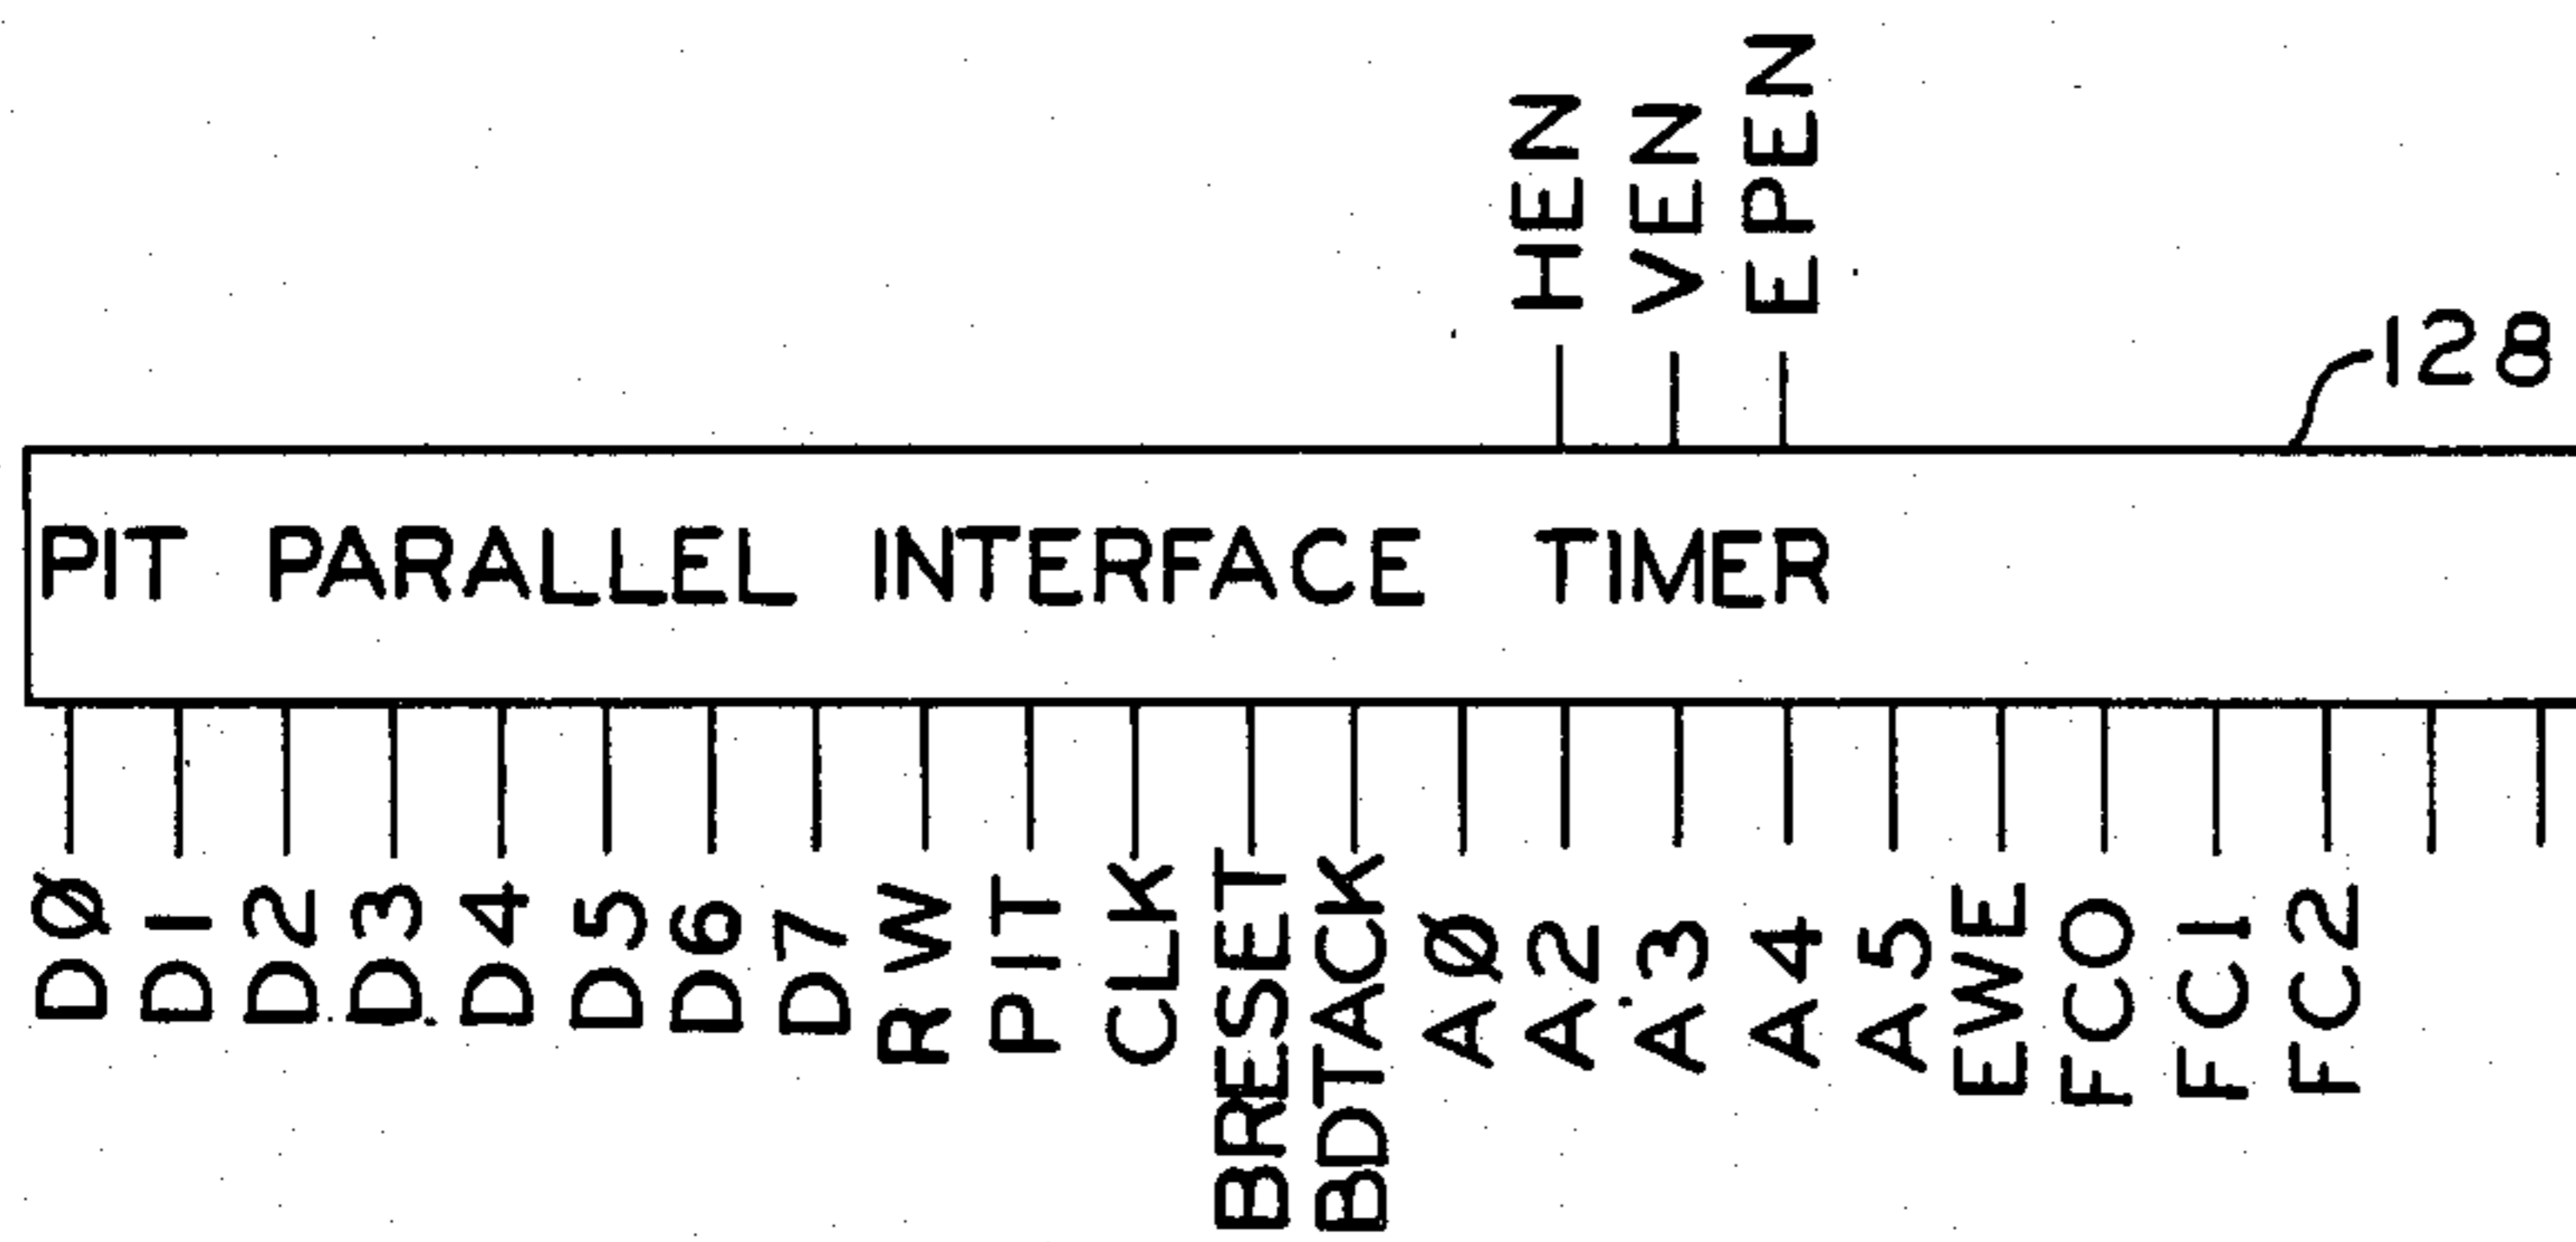 HEN
VEN
EPEN
128
PIT PARALLEL INTERFACE TIMER
DØ
D1
D2
D3
D4
D5
D6
D7
RW
PIT
CLK
BRESET
BDTACK
AØ
A2
A3
A4
A5
EWE
FCO
FC1
FC2